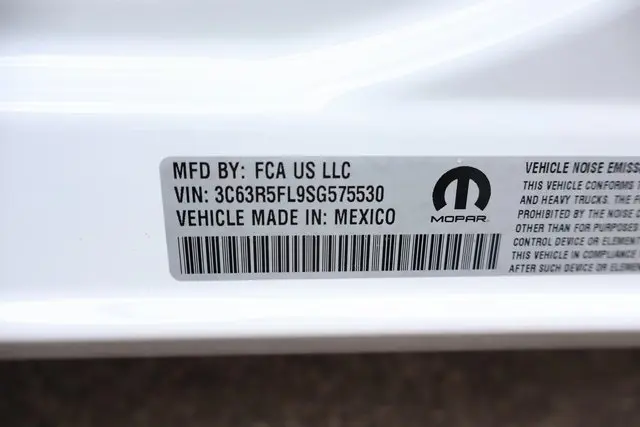 MFD BY: FCA US LLC
VIN: 3C63R5FL9SG575530
VEHICLE MADE IN: MEXICO
MOPAR
VEHICLE NOISE EMISS
THIS VEHICLE CONFORMS T
AND HEAVY TRUCKS. THE F
PROHIBITED BY THE NOISE
OTHER THAN FOR PURPOSES
CONTROL DEVICE OR ELEMEN
THIS VEHICLE IN COMPLIANCE
AFTER SUCH DEVICE OR ELEME